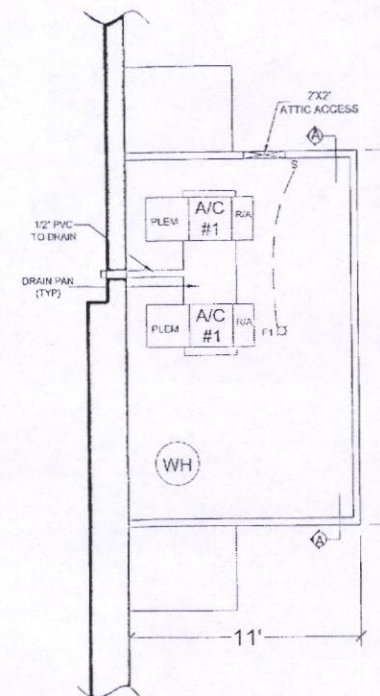 2'X2'
ATTIC ACCESS
A
S
1/2" PVC
TO DRAIN
PLEM
A/C
#1
R/A
DRAIN PAN
(TYP)
PLEM
A/C
#1
R/A
F1
WH
A
11'